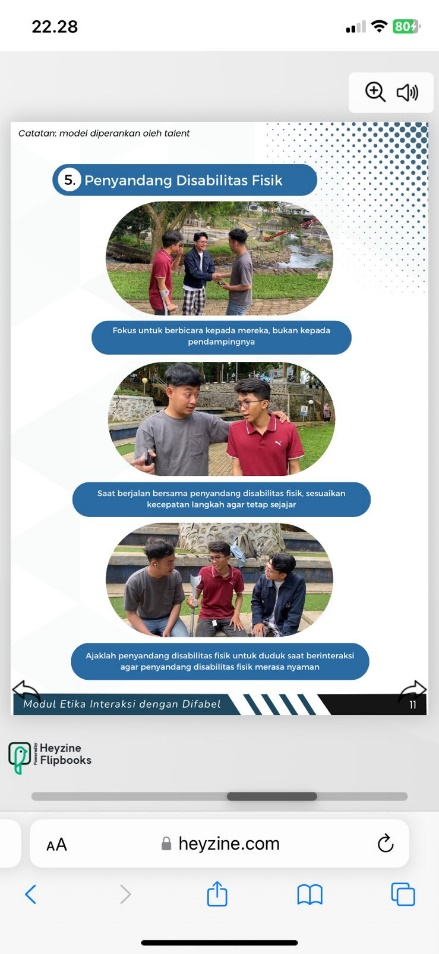 22.28
80
Catatan: model diperankan oleh talent
5. Penyandang Disabilitas Fisik
Fokus untuk berbicara kepada mereka, bukan kepada
pendampingnya
Saat berjalan bersama penyandang disabilitas fisik, sesuaikan
kecepatan langkah agar tetap sejajar
Ajaklah penyandang disabilitas fisik untuk duduk saat berinteraksi
agar penyandang disabilitas fisik merasa nyaman
Modul Etika Interaksi dengan Difabel
11
Heyzine
Flipbooks
AA
heyzine.com